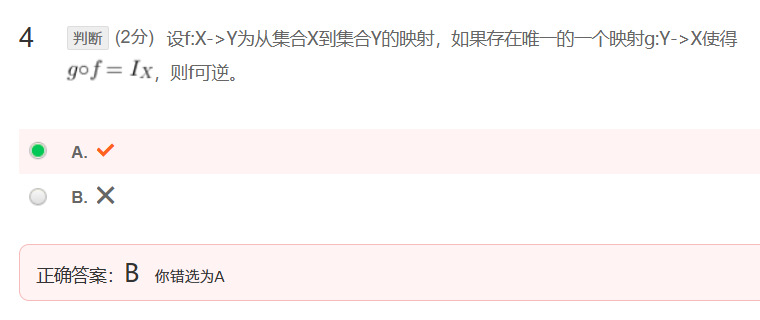 4 判断 (2分) 设f:X->Y为从集合X到集合Y的映射，如果存在唯一的一个映射g:Y->X使得
g∘f = I_X，则f可逆。
A. ✓
B. ✕
正确答案：B 你错选为A